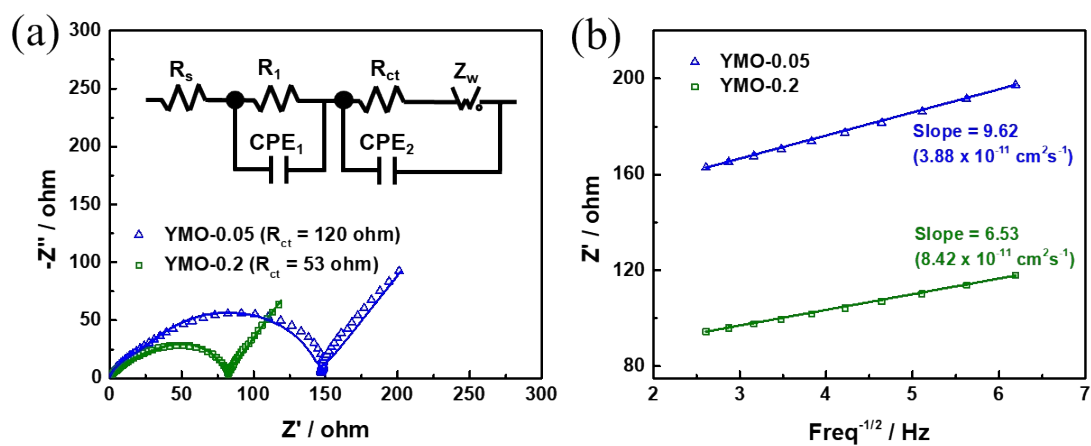 (a)
300
250
200
150
100
50
0
-Z'' / ohm
R_s
R_1
R_ct
Z_w
CPE_1
CPE_2
YMO-0.05 (R_ct = 120 ohm)
YMO-0.2 (R_ct = 53 ohm)
0 50 100 150 200 250 300
Z' / ohm
(b)
200
160
120
80
Z' / ohm
YMO-0.05
YMO-0.2
Slope = 9.62
(3.88 x 10^-11 cm^2s^-1)
Slope = 6.53
(8.42 x 10^-11 cm^2s^-1)
2 3 4 5 6 7
Freq^-1/2 / Hz